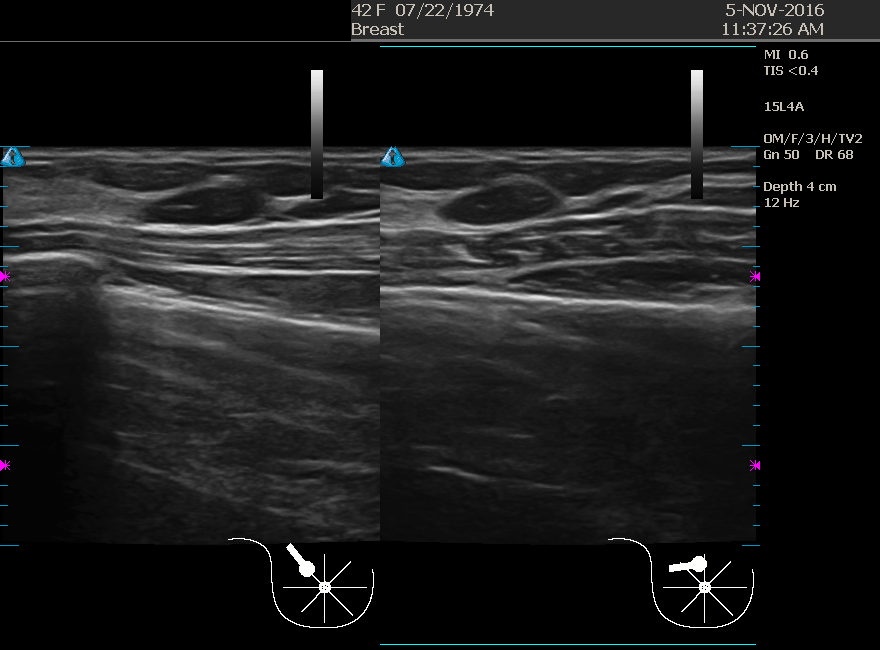 42 F 07/22/1974
Breast
5-NOV-2016
11:37:26 AM
MI 0.6
TIS <0.4
15L4A
OM/F/3/H/TV2
Gn 50 DR 68
Depth 4 cm
12 Hz